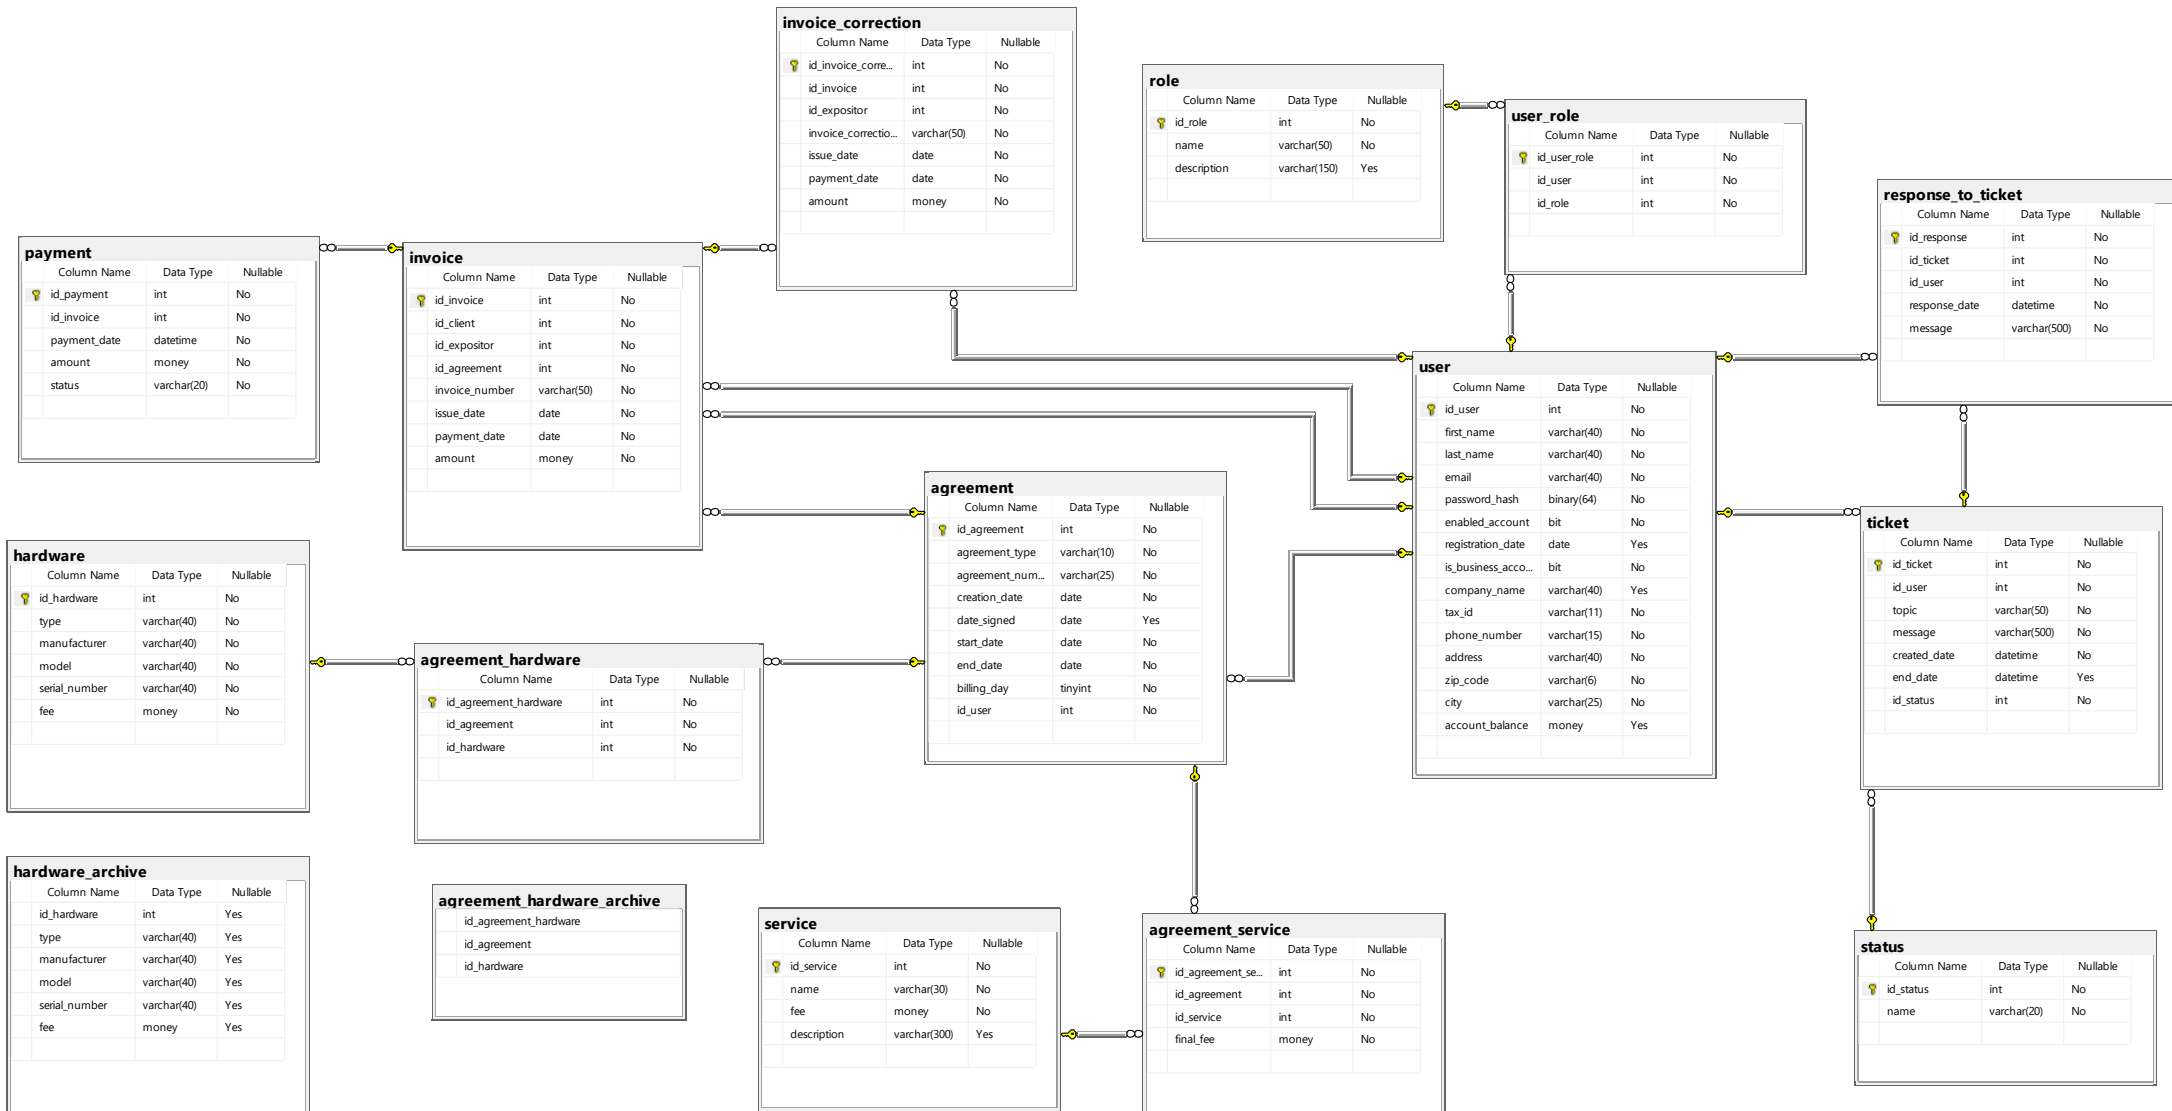 invoice_correction
Column Name Data Type Nullable
id_invoice_corre... int No
id_invoice int No
id_expositor int No
invoice_correctio... varchar(50) No
issue_date date No
payment_date date No
amount money No
role
Column Name Data Type Nullable
id_role int No
name varchar(50) No
description varchar(150) Yes
user_role
Column Name Data Type Nullable
id_user_role int No
id_user int No
id_role int No
response_to_ticket
Column Name Data Type Nullable
id_response int No
id_ticket int No
id_user int No
response_date datetime No
message varchar(500) No
payment
Column Name Data Type Nullable
id_payment int No
id_invoice int No
payment_date datetime No
amount money No
status varchar(20) No
invoice
Column Name Data Type Nullable
id_invoice int No
id_client int No
id_expositor int No
id_agreement int No
invoice_number varchar(50) No
issue_date date No
payment_date date No
amount money No
user
Column Name Data Type Nullable
id_user int No
first_name varchar(40) No
last_name varchar(40) No
email varchar(40) No
password_hash binary(64) No
enabled_account bit No
registration_date date Yes
is_business_acco... bit No
company_name varchar(40) Yes
tax_id varchar(11) No
phone_number varchar(15) No
address varchar(40) No
zip_code varchar(6) No
city varchar(25) No
account_balance money Yes
agreement
Column Name Data Type Nullable
id_agreement int No
agreement_type varchar(10) No
agreement_num... varchar(25) No
creation_date date No
date_signed date Yes
start_date date No
end_date date No
billing_day tinyint No
id_user int No
ticket
Column Name Data Type Nullable
id_ticket int No
id_user int No
topic varchar(50) No
message varchar(500) No
created_date datetime No
end_date datetime Yes
id_status int No
hardware
Column Name Data Type Nullable
id_hardware int No
type varchar(40) No
manufacturer varchar(40) No
model varchar(40) No
serial_number varchar(40) No
fee money No
agreement_hardware
Column Name Data Type Nullable
id_agreement_hardware int No
id_agreement int No
id_hardware int No
hardware_archive
Column Name Data Type Nullable
id_hardware int Yes
type varchar(40) Yes
manufacturer varchar(40) Yes
model varchar(40) Yes
serial_number varchar(40) Yes
fee money Yes
agreement_hardware_archive
id_agreement_hardware
id_agreement
id_hardware
service
Column Name Data Type Nullable
id_service int No
name varchar(30) No
fee money No
description varchar(300) Yes
agreement_service
Column Name Data Type Nullable
id_agreement_se... int No
id_agreement int No
id_service int No
final_fee money No
status
Column Name Data Type Nullable
id_status int No
name varchar(20) No